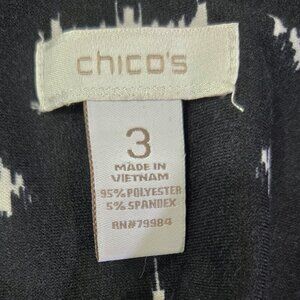 chico's
3
MADE IN
VIETNAM
95% POLYESTER
5% SPANDEX
RN#79984